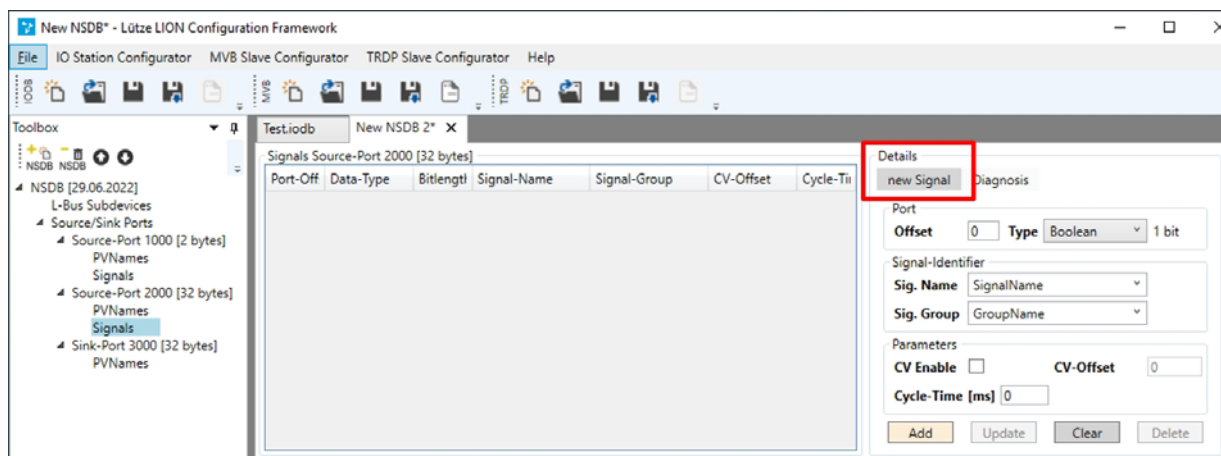 New NSDB* - Lütze LION Configuration Framework
File IO Station Configurator MVB Slave Configurator TRDP Slave Configurator Help
IODB MVB TRDP
Toolbox
NSDB NSDB
NSDB [29.06.2022]
L-Bus Subdevices
Source/Sink Ports
Source-Port 1000 [2 bytes]
PVNames
Signals
Source-Port 2000 [32 bytes]
PVNames
Signals
Sink-Port 3000 [32 bytes]
PVNames
Test.iodb New NSDB 2*
Signals Source-Port 2000 [32 bytes]
Port-Off Data-Type Bitlengtl Signal-Name Signal-Group CV-Offset Cycle-Tir
Details
new Signal Diagnosis
Port
Offset 0 Type Boolean 1 bit
Signal-Identifier
Sig. Name SignalName
Sig. Group GroupName
Parameters
CV Enable CV-Offset 0
Cycle-Time [ms] 0
Add Update Clear Delete